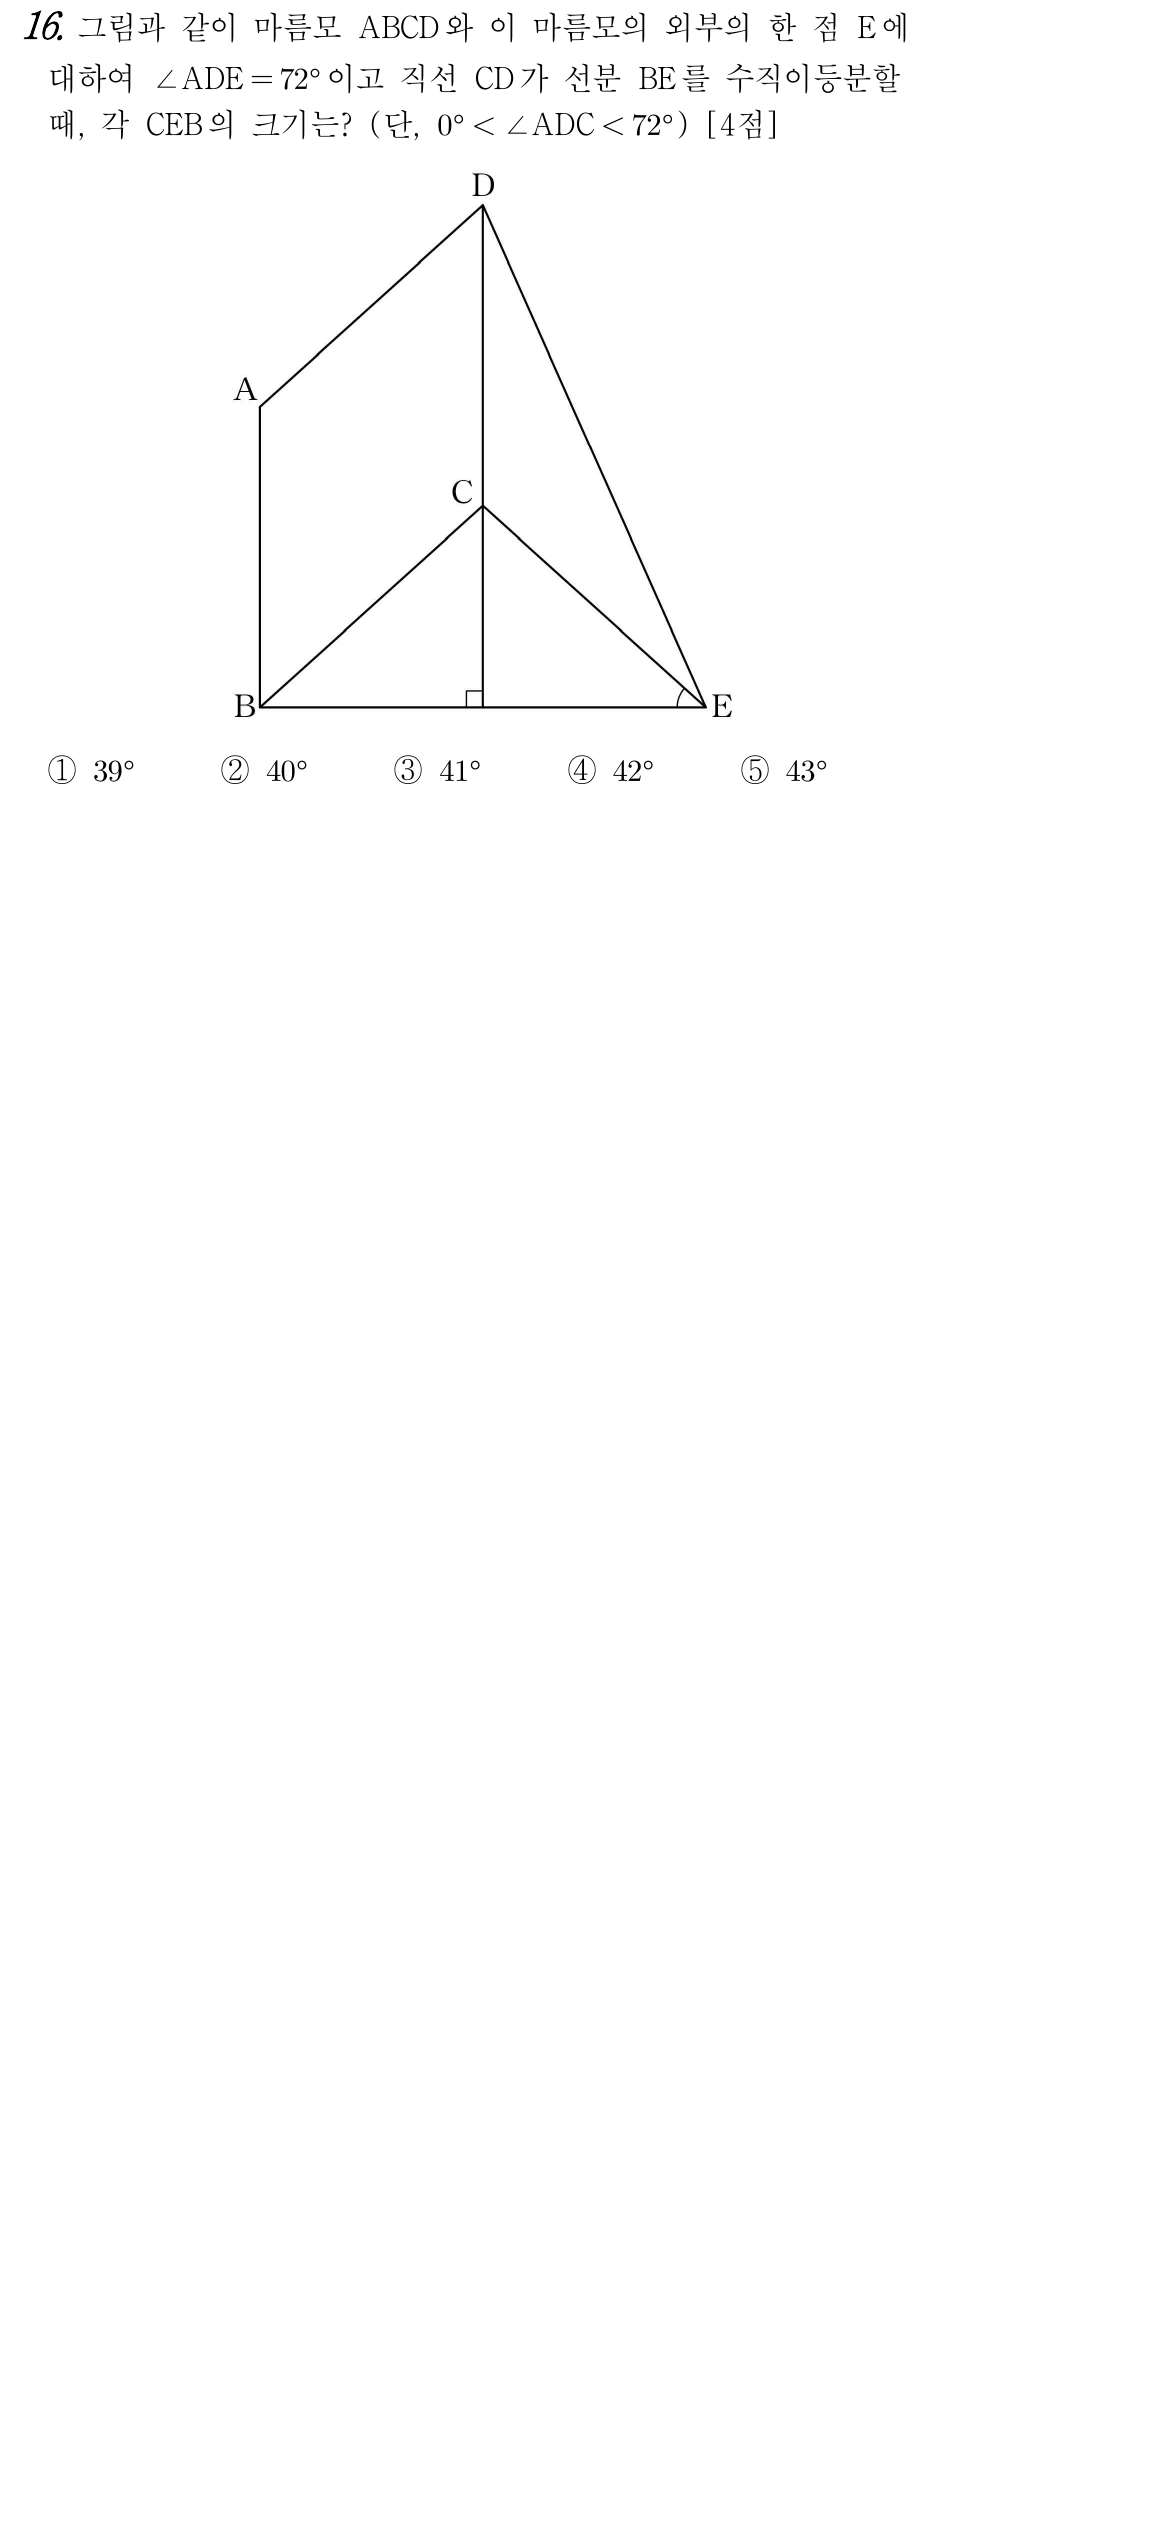 16. 그림과 같이 마름모 ABCD와 이 마름모의 외부의 한 점 E에
대하여 ∠ADE=72°이고 직선 CD가 선분 BE를 수직이등분할
때, 각 CEB의 크기는? (단, 0°<∠ADC<72°) [4점]
D
A
C
B
E
① 39° ② 40° ③ 41° ④ 42° ⑤ 43°